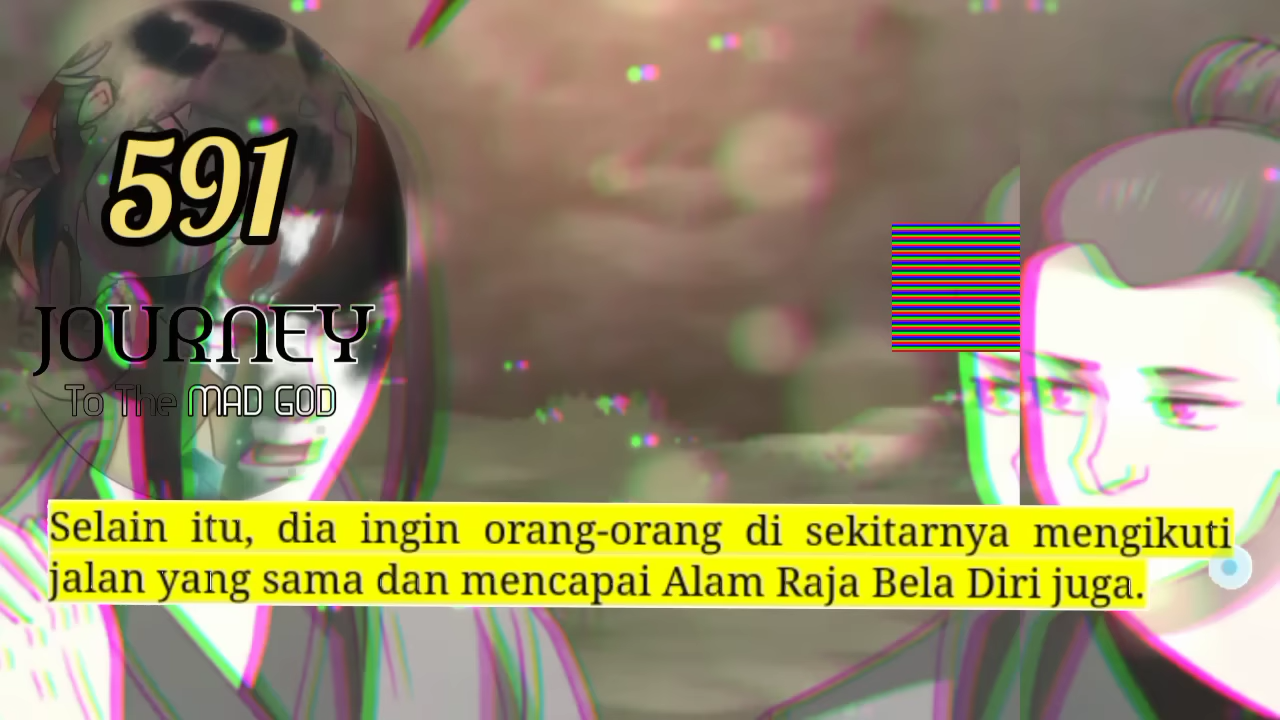 591
JOURNEY
To The MAD GOD
Selain itu, dia ingin orang-orang di sekitarnya mengikuti
jalan yang sama dan mencapai Alam Raja Bela Diri juga.